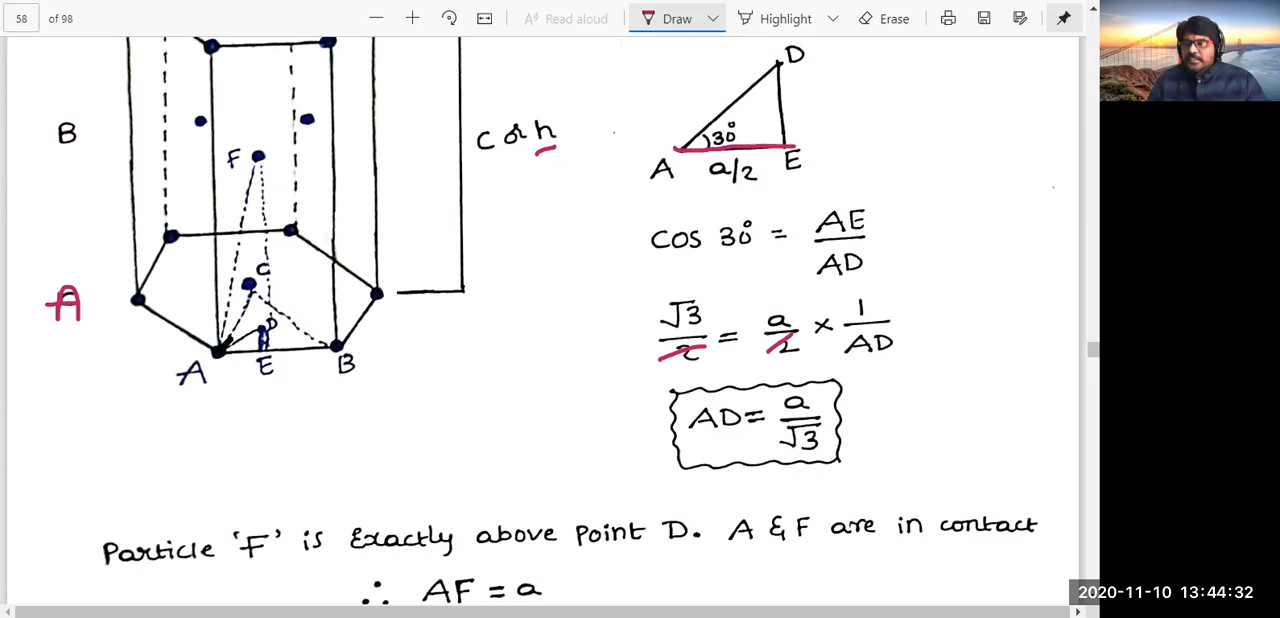 58 of 98
Read aloud
Draw
Highlight
Erase
B
F
C or h
A
C
D
A
E
B
D
30°
A
a/2
E
cos 30° = AE/AD
√3/2 = a/2 × 1/AD
AD = a/√3
Particle 'F' is Exactly above point D. A & F are in contact
∴ AF = a
2020-11-10 13:44:32